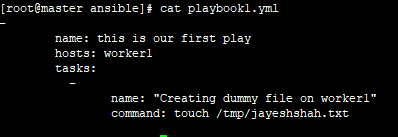 [root@master ansible]# cat playbook1.yml
-
name: this is our first play
hosts: worker1
tasks:
-
name: "Creating dummy file on worker1"
command: touch /tmp/jayeshshah.txt